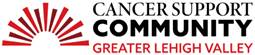 CANCER SUPPORT
COMMUNITY
GREATER LEHIGH VALLEY